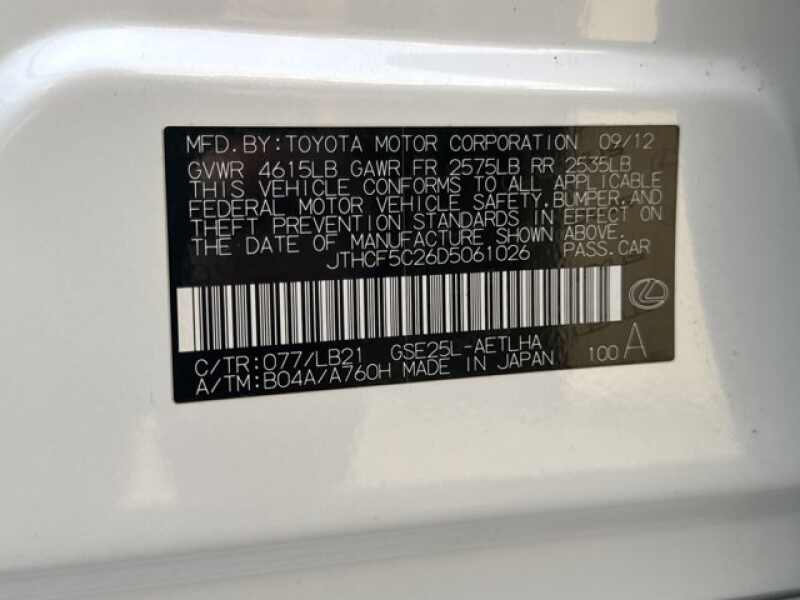 MFD.BY:TOYOTA MOTOR CORPORATION 09/12
GVWR 4615LB GAWR FR 2575LB RR 2535LB
THIS VEHICLE CONFORMS TO ALL APPLICABLE
FEDERAL MOTOR VEHICLE SAFETY,BUMPER,AND
THEFT PREVENTION STANDARDS IN EFFECT ON
THE DATE OF MANUFACTURE SHOWN ABOVE.
JTHCF5C26D5061026 PASS.CAR
C/TR:077/LB21 GSE25L-AETLHA
A/TM:B04A/A760H MADE IN JAPAN 100 A